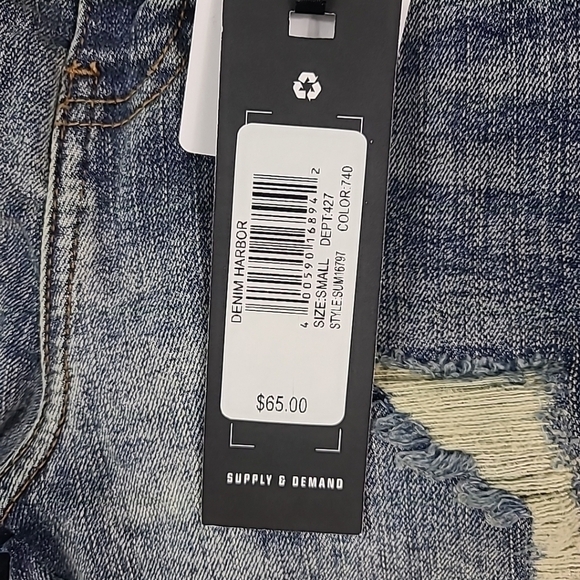 DENIM HARBOR
4 00590 16894 2
SIZE:SMALL DEPT:427
STYLE:SUM16797 COLOR:740
$65.00
SUPPLY & DEMAND